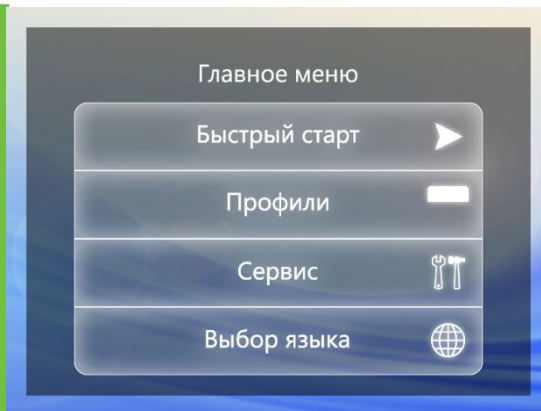 Главное меню
Быстрый старт
Профили
Сервис
Выбор языка